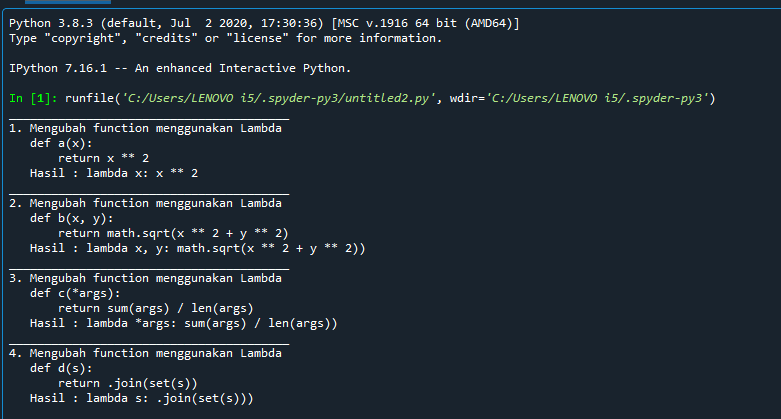 Python 3.8.3 (default, Jul  2 2020, 17:30:36) [MSC v.1916 64 bit (AMD64)]
Type "copyright", "credits" or "license" for more information.
IPython 7.16.1 -- An enhanced Interactive Python.
In [1]: runfile('C:/Users/LENOVO i5/.spyder-py3/untitled2.py', wdir='C:/Users/LENOVO i5/.spyder-py3')
________________________________________
1. Mengubah function menggunakan Lambda
   def a(x):
       return x ** 2
   Hasil : lambda x: x ** 2
________________________________________
2. Mengubah function menggunakan Lambda
   def b(x, y):
       return math.sqrt(x ** 2 + y ** 2)
   Hasil : lambda x, y: math.sqrt(x ** 2 + y ** 2))
________________________________________
3. Mengubah function menggunakan Lambda
   def c(*args):
       return sum(args) / len(args)
   Hasil : lambda *args: sum(args) / len(args))
________________________________________
4. Mengubah function menggunakan Lambda
   def d(s):
       return .join(set(s))
   Hasil : lambda s: .join(set(s)))